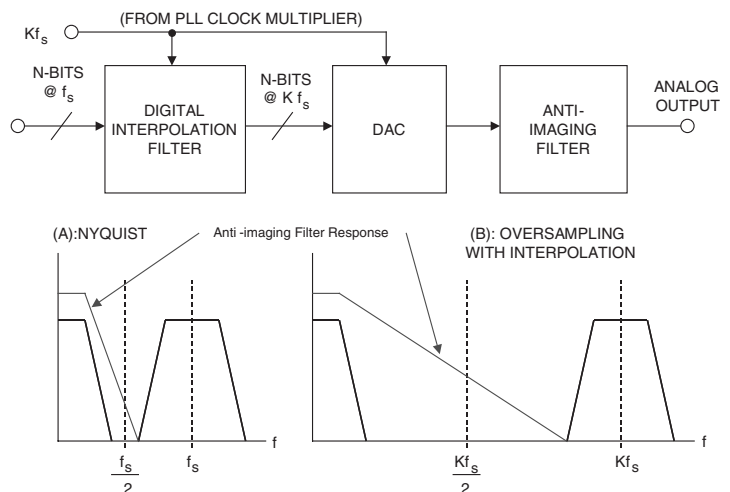 (FROM PLL CLOCK MULTIPLIER)
Kfs
N-BITS
@ fs
DIGITAL
INTERPOLATION
FILTER
N-BITS
@ K fs
DAC
ANTI-
IMAGING
FILTER
ANALOG
OUTPUT
(A):NYQUIST
Anti -imaging Filter Response
(B): OVERSAMPLING
WITH INTERPOLATION
fs
2
fs
f
Kfs
2
Kfs
f